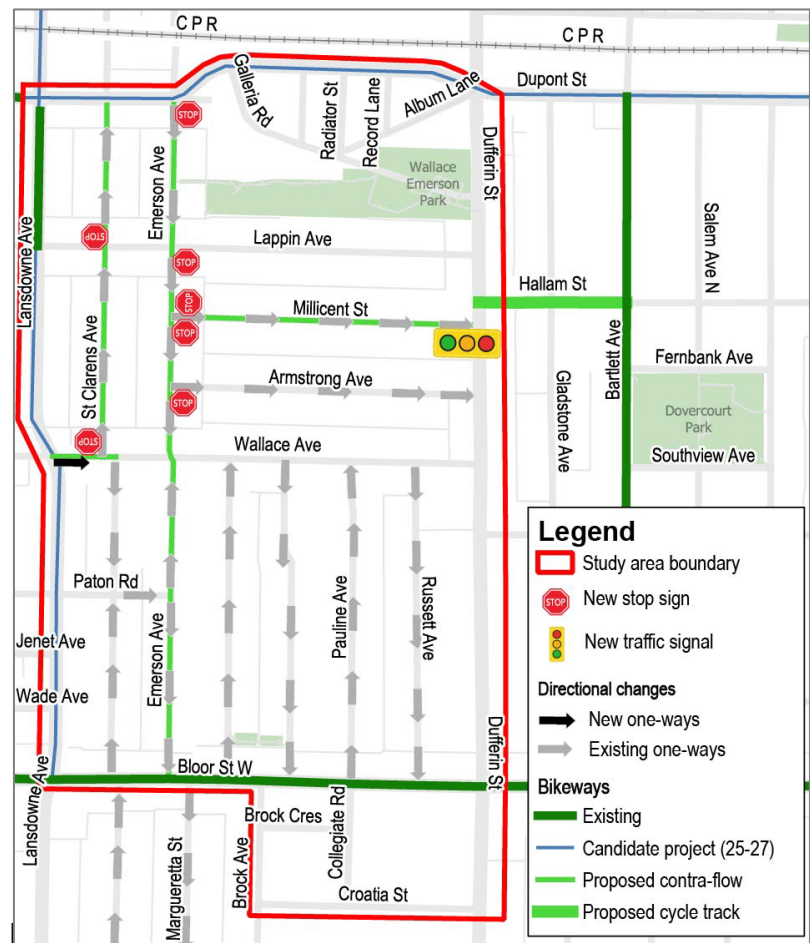 CPR
CPR
Dupont St
Galleria Rd
Radiator St
Record Lane
Album Lane
Dufferin St
STOP
Wallace
Emerson
Park
Emerson Ave
Lansdowne Ave
STOP
Lappin Ave
STOP
Salem Ave N
Hallam St
STOP
Millicent St
STOP
St Clarens Ave
Bartlett Ave
Fernbank Ave
Gladstone Ave
Armstrong Ave
STOP
Dovercourt
Park
STOP
Wallace Ave
Southview Ave
Paton Rd
Jenet Ave
Wade Ave
Emerson Ave
Pauline Ave
Russett Ave
Dufferin St
Bloor St W
Lansdowne Ave
Margueretta St
Brock Ave
Brock Cres
Collegiate Rd
Croatia St
Legend
Study area boundary
STOP
New stop sign
New traffic signal
Directional changes
New one-ways
Existing one-ways
Bikeways
Existing
Candidate project (25-27)
Proposed contra-flow
Proposed cycle track